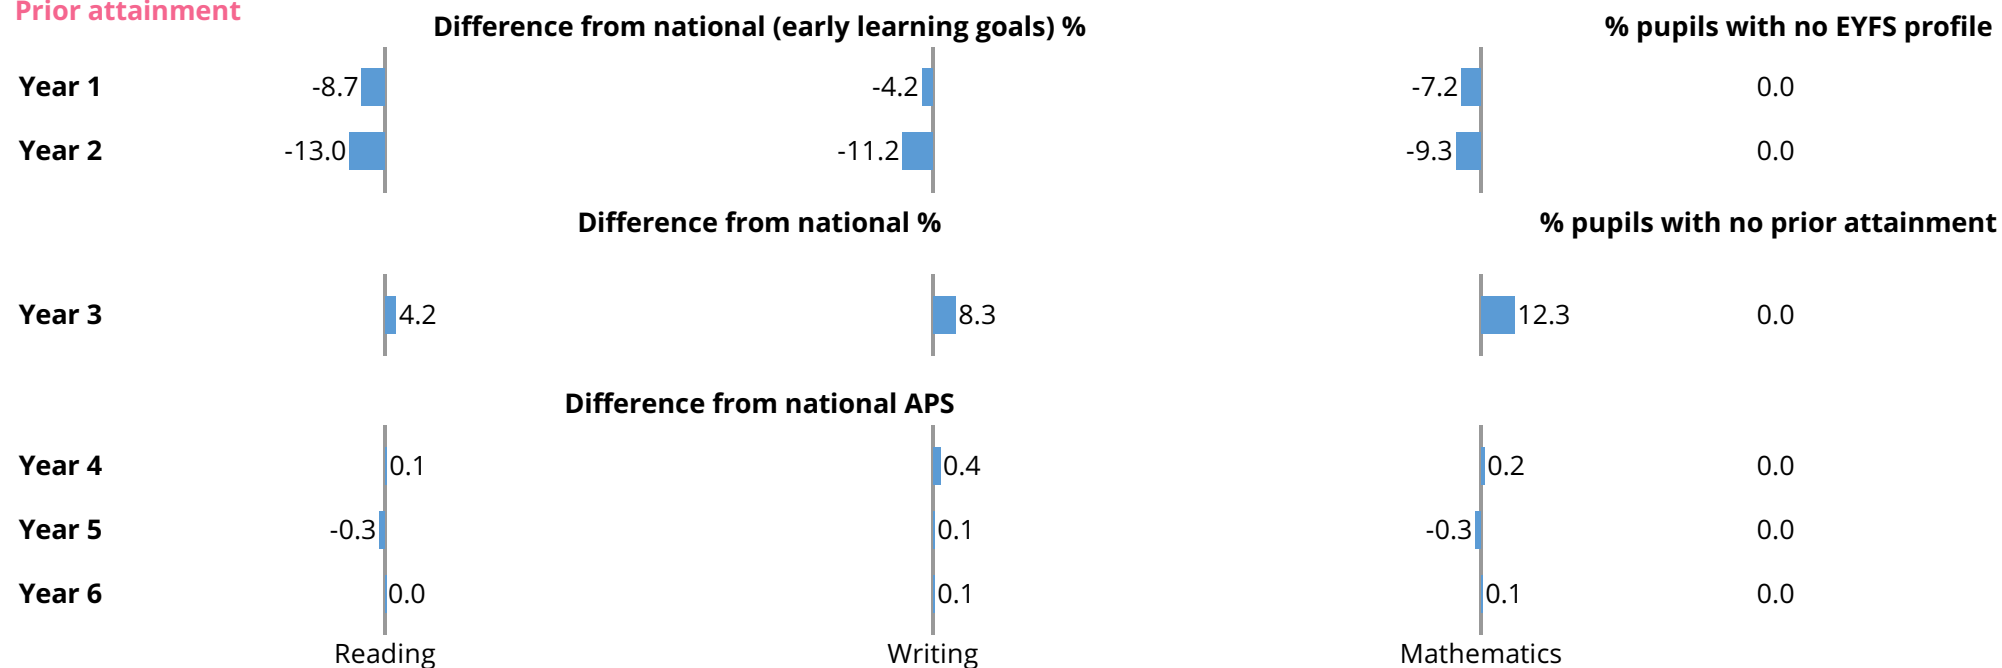 Prior attainment
Difference from national (early learning goals) % % pupils with no EYFS profile
Year 1 -8.7 -4.2 -7.2 0.0
Year 2 -13.0 -11.2 -9.3 0.0
Difference from national % % pupils with no prior attainment
Year 3 4.2 8.3 12.3 0.0
Difference from national APS
Year 4 0.1 0.4 0.2 0.0
Year 5 -0.3 0.1 -0.3 0.0
Year 6 0.0 0.1 0.1 0.0
Reading Writing Mathematics